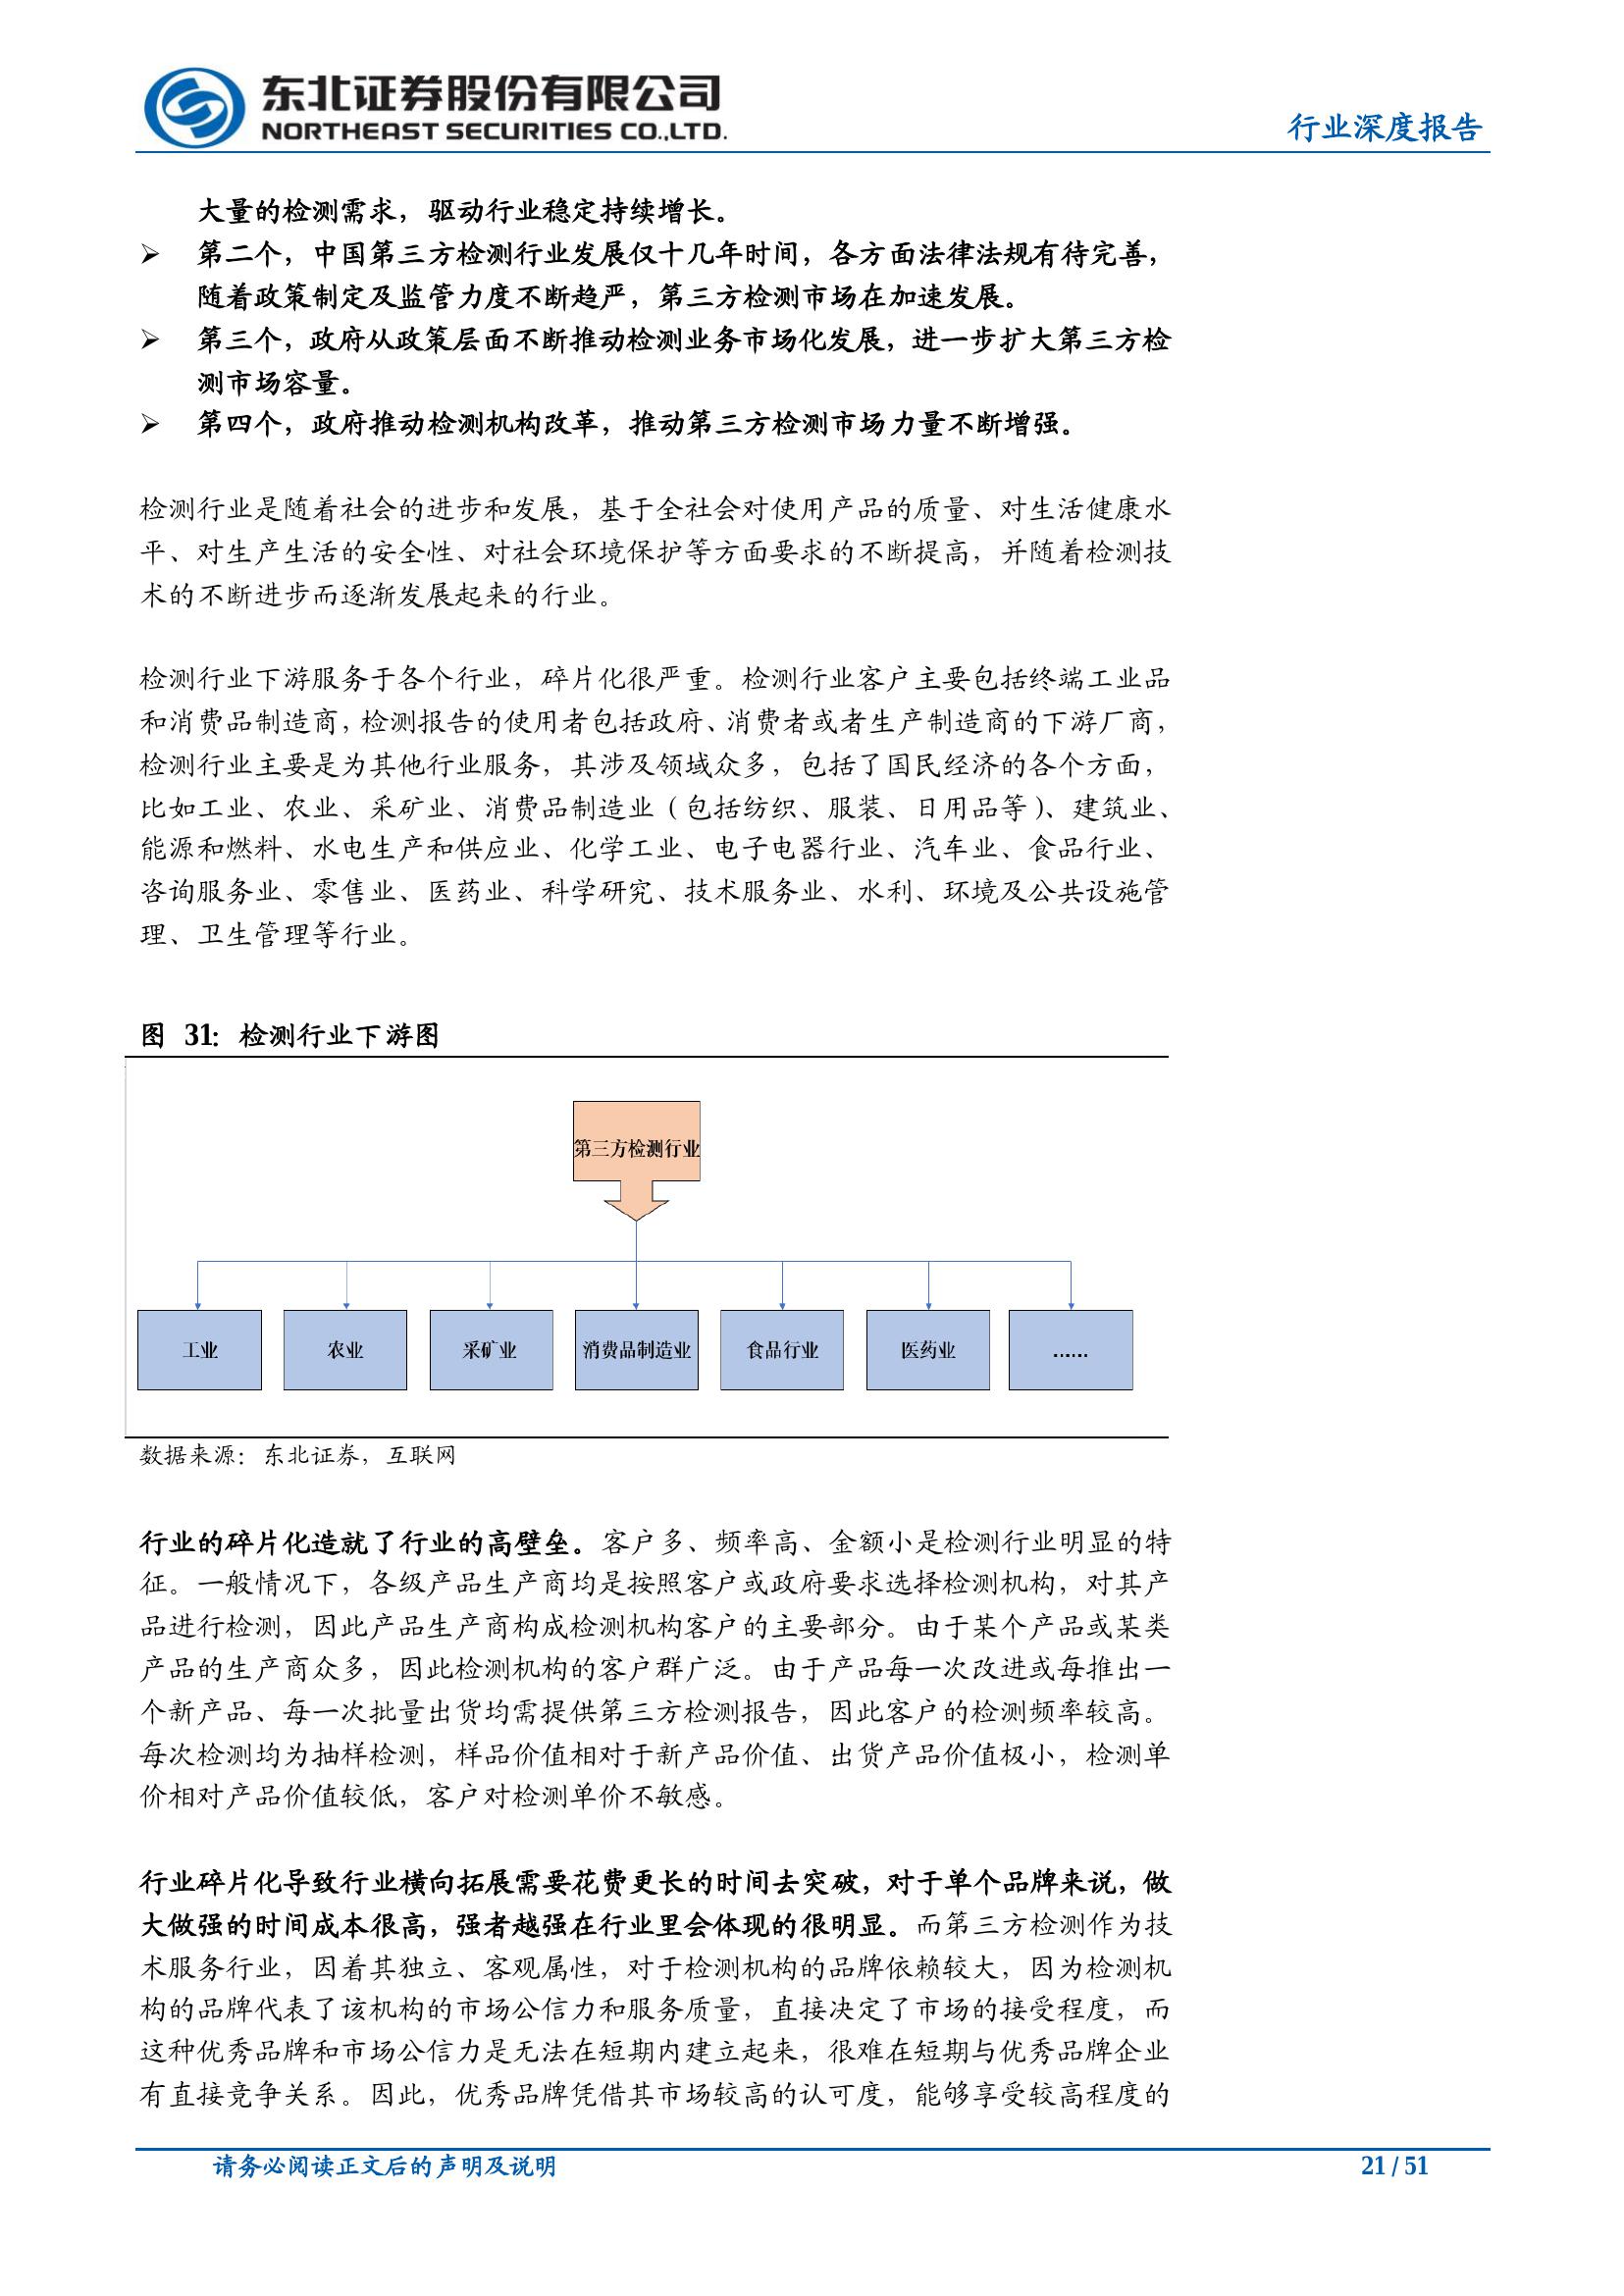 东北证券股份有限公司
NORTHEAST SECURITIES CO.,LTD.
行业深度报告
大量的检测需求，驱动行业稳定持续增长。
➢ 第二个，中国第三方检测行业发展仅十几年时间，各方面法律法规有待完善，
随着政策制定及监管力度不断趋严，第三方检测市场在加速发展。
➢ 第三个，政府从政策层面不断推动检测业务市场化发展，进一步扩大第三方检
测市场容量。
➢ 第四个，政府推动检测机构改革，推动第三方检测市场力量不断增强。
检测行业是随着社会的进步和发展，基于全社会对使用产品的质量、对生活健康水
平、对生产生活的安全性、对社会环境保护等方面要求的不断提高，并随着检测技
术的不断进步而逐渐发展起来的行业。
检测行业下游服务于各个行业，碎片化很严重。检测行业客户主要包括终端工业品
和消费品制造商，检测报告的使用者包括政府、消费者或者生产制造商的下游厂商，
检测行业主要是为其他行业服务，其涉及领域众多，包括了国民经济的各个方面，
比如工业、农业、采矿业、消费品制造业（包括纺织、服装、日用品等）、建筑业、
能源和燃料、水电生产和供应业、化学工业、电子电器行业、汽车业、食品行业、
咨询服务业、零售业、医药业、科学研究、技术服务业、水利、环境及公共设施管
理、卫生管理等行业。
图 31：检测行业下游图
第三方检测行业
工业 农业 采矿业 消费品制造业 食品行业 医药业 ……
数据来源：东北证券，互联网
行业的碎片化造就了行业的高壁垒。客户多、频率高、金额小是检测行业明显的特
征。一般情况下，各级产品生产商均是按照客户或政府要求选择检测机构，对其产
品进行检测，因此产品生产商构成检测机构客户的主要部分。由于某个产品或某类
产品的生产商众多，因此检测机构的客户群广泛。由于产品每一次改进或每推出一
个新产品、每一次批量出货均需提供第三方检测报告，因此客户的检测频率较高。
每次检测均为抽样检测，样品价值相对于新产品价值、出货产品价值极小，检测单
价相对产品价值较低，客户对检测单价不敏感。
行业碎片化导致行业横向拓展需要花费更长的时间去突破，对于单个品牌来说，做
大做强的时间成本很高，强者越强在行业里会体现的很明显。而第三方检测作为技
术服务行业，因着其独立、客观属性，对于检测机构的品牌依赖较大，因为检测机
构的品牌代表了该机构的市场公信力和服务质量，直接决定了市场的接受程度，而
这种优秀品牌和市场公信力是无法在短期内建立起来，很难在短期与优秀品牌企业
有直接竞争关系。因此，优秀品牌凭借其市场较高的认可度，能够享受较高程度的
请务必阅读正文后的声明及说明
21 / 51